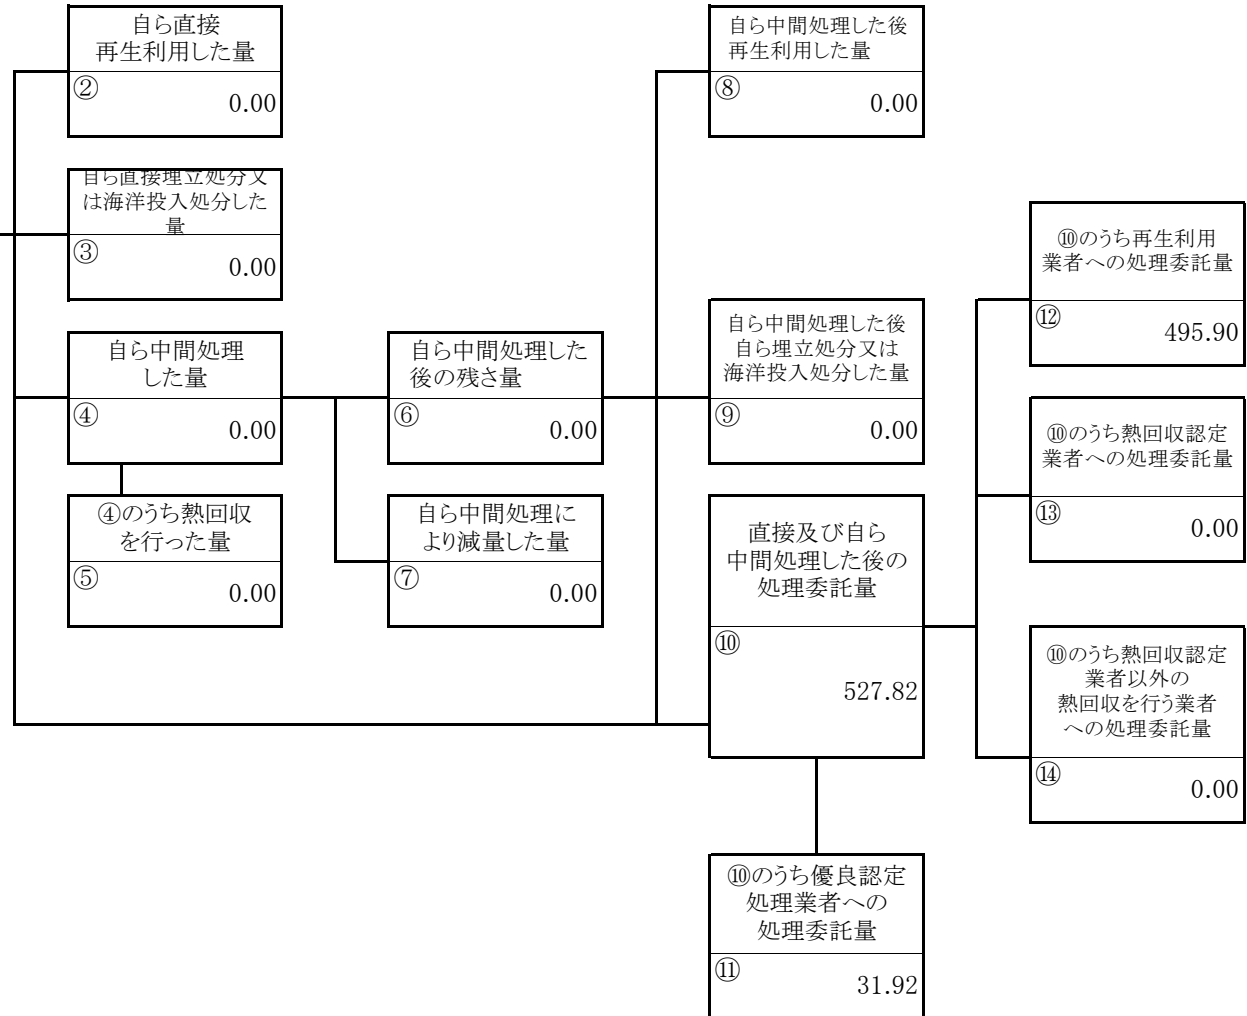 自ら直接
再生利用した量
②
0.00
自ら直接埋立処分又
は海洋投入処分した
量
③
0.00
自ら中間処理
した量
④
0.00
④のうち熱回収
を行った量
⑤
0.00
自ら中間処理した
後の残さ量
⑥
0.00
自ら中間処理に
より減量した量
⑦
0.00
自ら中間処理した後
再生利用した量
⑧
0.00
自ら中間処理した後
自ら埋立処分又は
海洋投入処分した量
⑨
0.00
直接及び自ら
中間処理した後の
処理委託量
⑩
527.82
⑩のうち優良認定
処理業者への
処理委託量
⑪
31.92
⑩のうち再生利用
業者への処理委託量
⑫
495.90
⑩のうち熱回収認定
業者への処理委託量
⑬
0.00
⑩のうち熱回収認定
業者以外の
熱回収を行う業者
への処理委託量
⑭
0.00